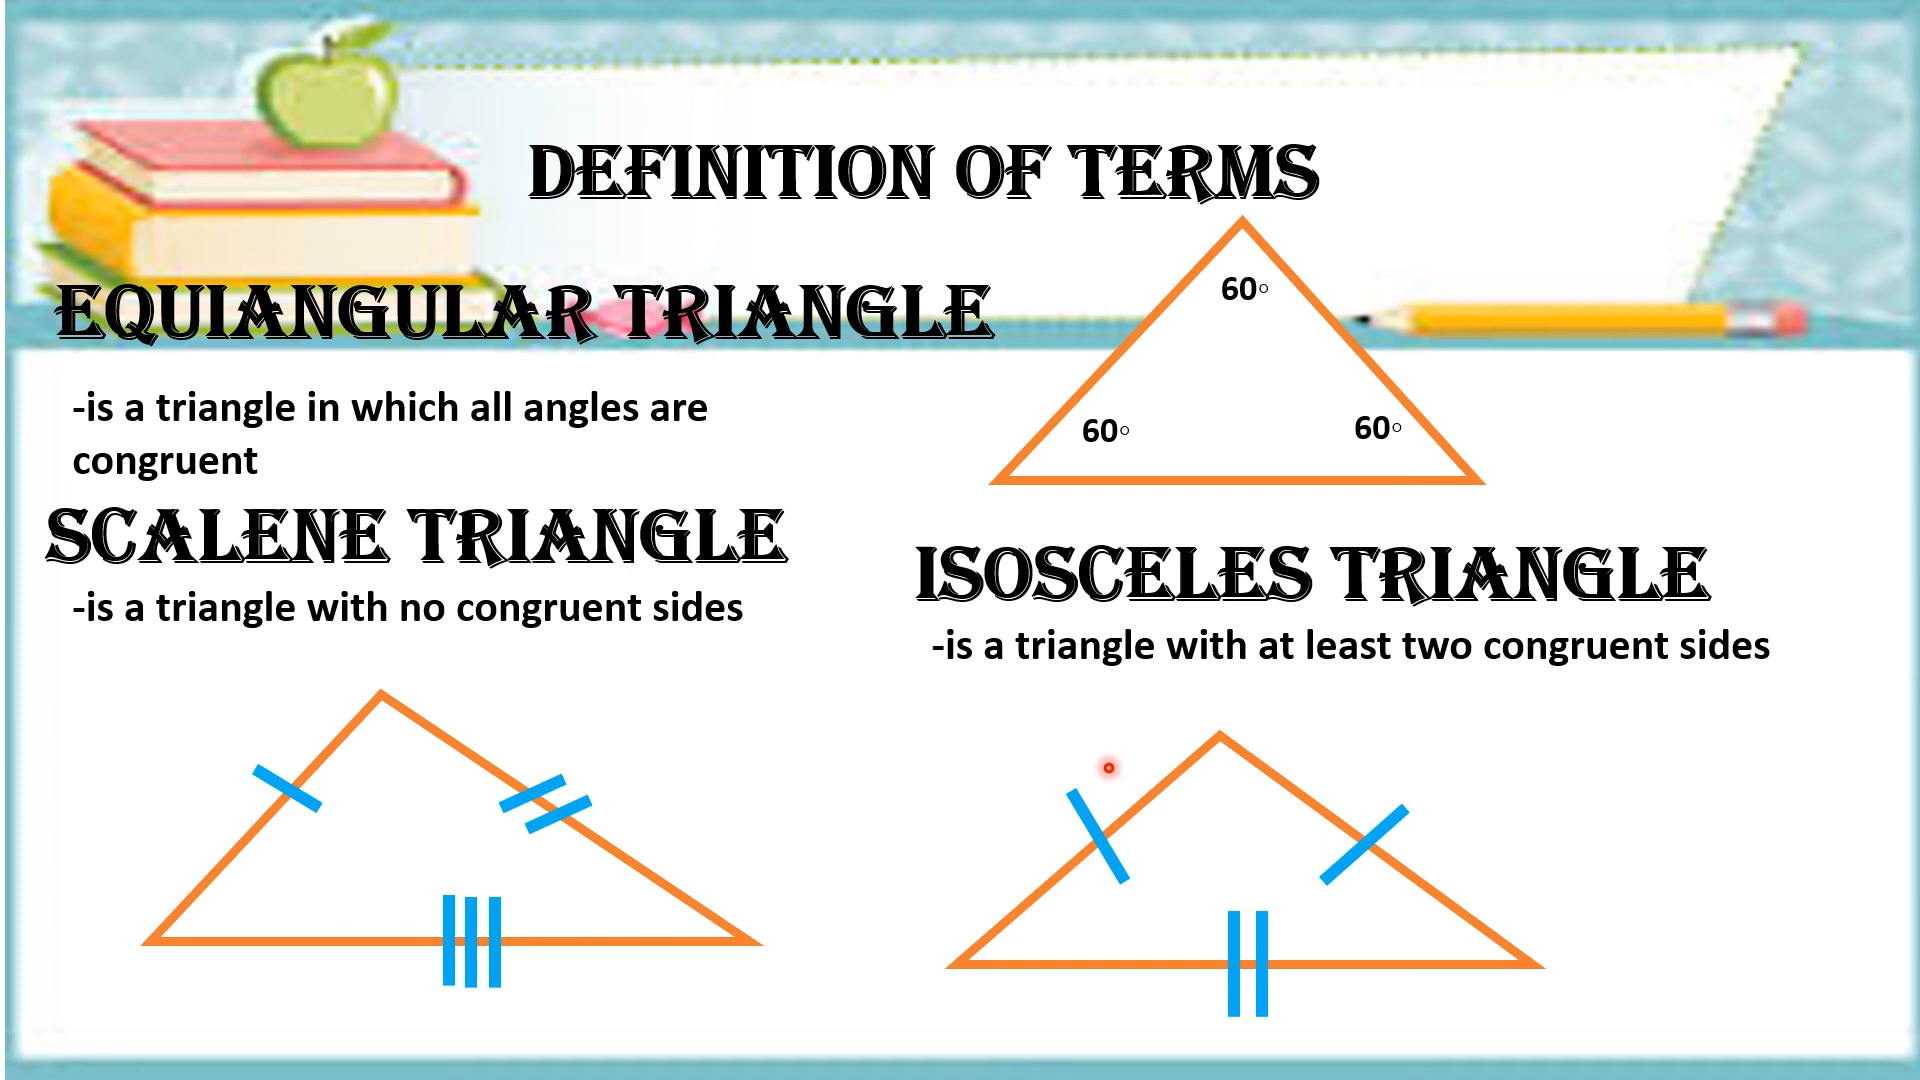 DEFINITION OF TERMS
EQUIANGULAR TRIANGLE
-is a triangle in which all angles are
congruent
60°
60°
60°
SCALENE TRIANGLE
-is a triangle with no congruent sides
ISOSCELES TRIANGLE
-is a triangle with at least two congruent sides